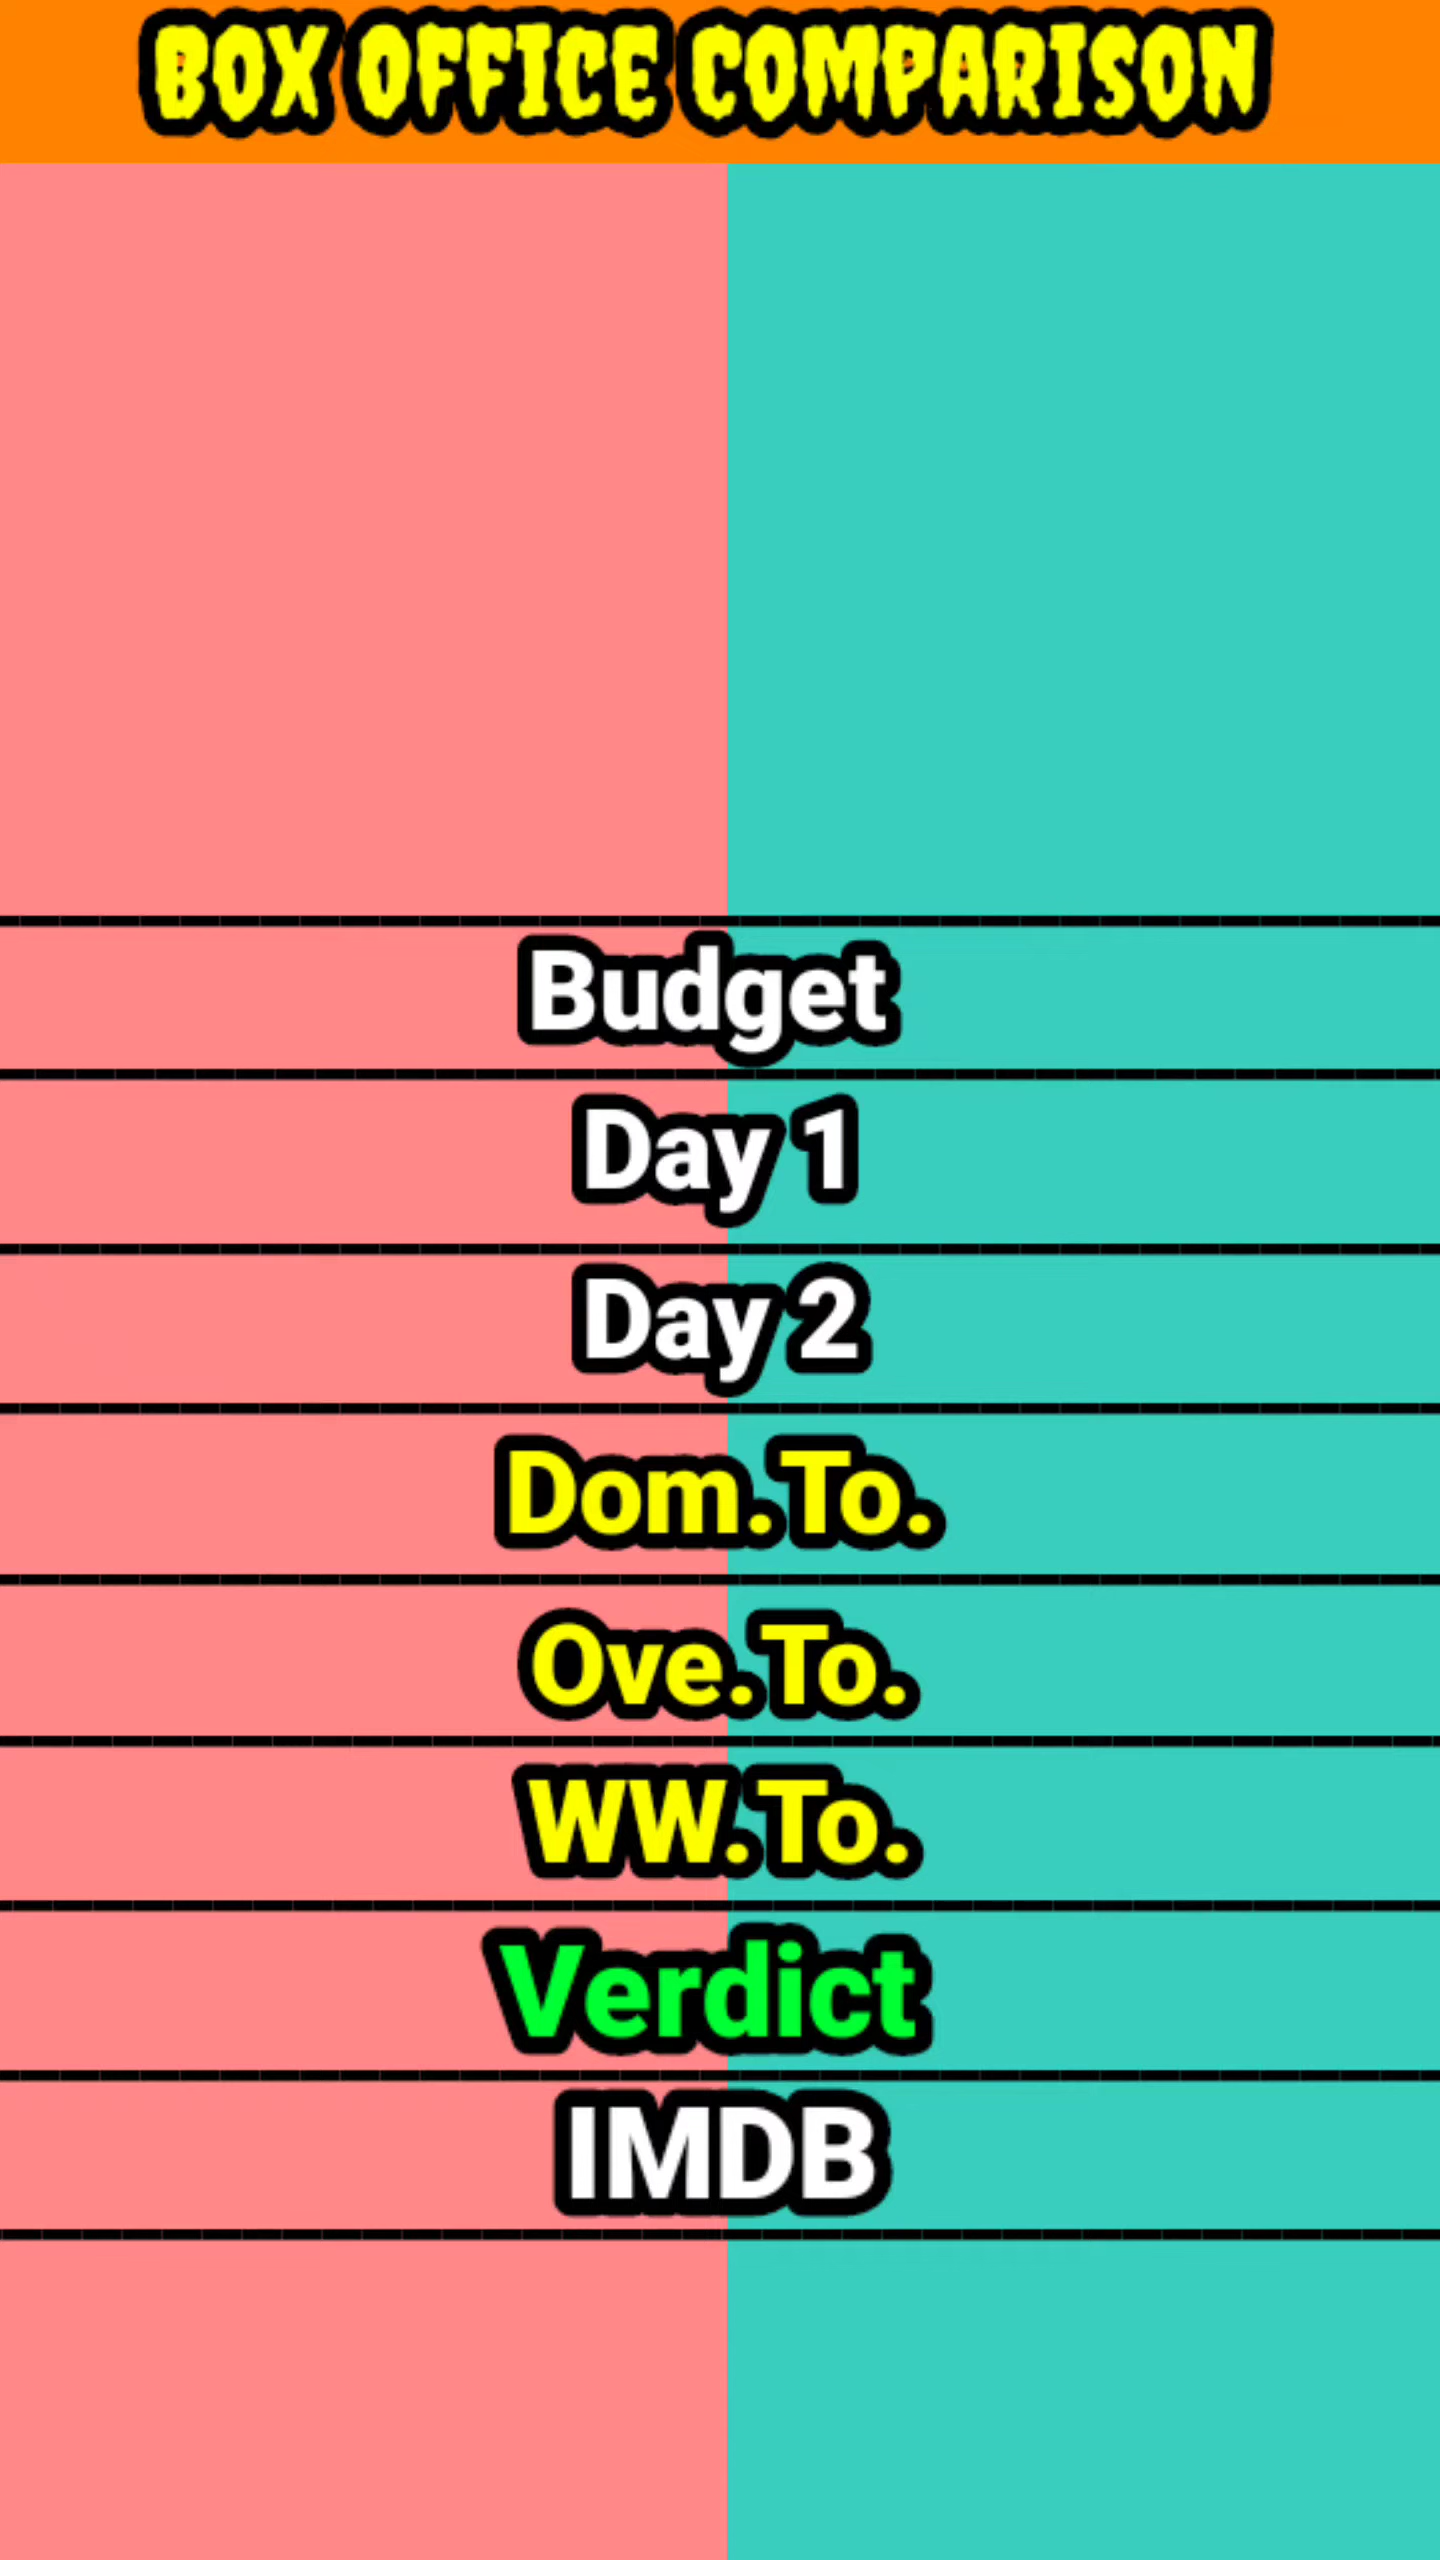 BOX OFFICE COMPARISON
Budget
Day 1
Day 2
Dom.To.
Ove.To.
WW.To.
Verdict
IMDB